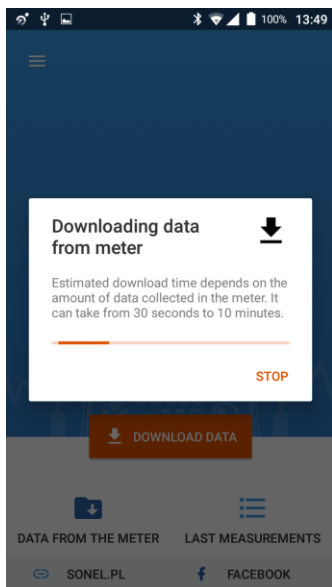 100% 13:49
Downloading data
from meter
Estimated download time depends on the
amount of data collected in the meter. It
can take from 30 seconds to 10 minutes.
STOP
DOWNLOAD DATA
DATA FROM THE METER LAST MEASUREMENTS
SONEL.PL FACEBOOK